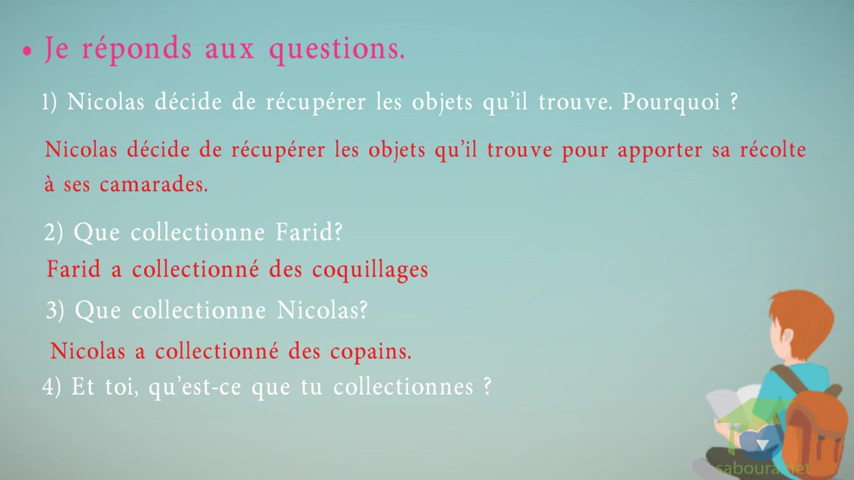 • Je réponds aux questions.
1) Nicolas décide de récupérer les objets qu'il trouve. Pourquoi ?
Nicolas décide de récupérer les objets qu'il trouve pour apporter sa récolte
à ses camarades.
2) Que collectionne Farid?
Farid a collectionné des coquillages
3) Que collectionne Nicolas?
Nicolas a collectionné des copains.
4) Et toi, qu'est-ce que tu collectionnes ?
saboura.net